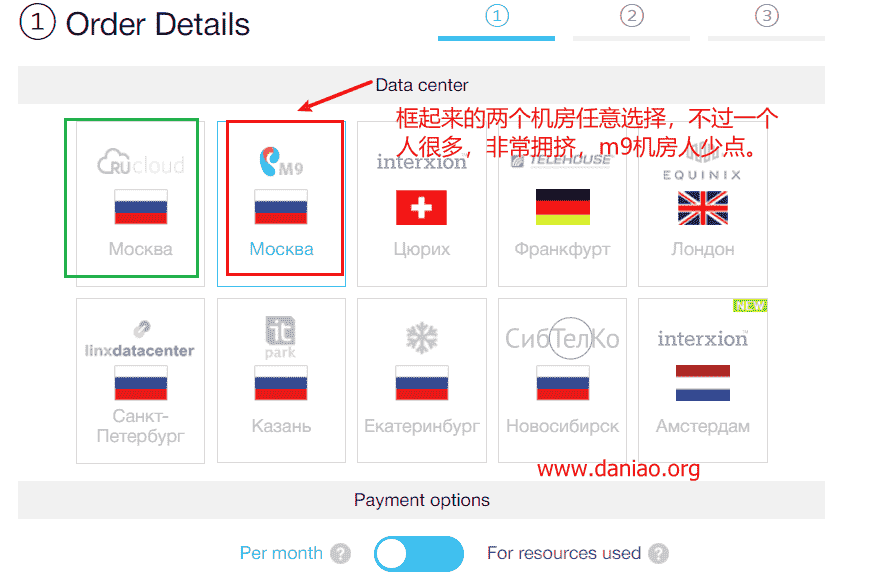 1 Order Details
1 2 3
Data center
框起来的两个机房任意选择，不过一个
人很多，非常拥挤，m9机房人少点。
RUcloud
M9
interxion
TELEHOUSE
EQUINIX
Москва
Москва
Цюрих
Франкфурт
Лондон
NEW
linxdatacenter
it park
СибТелКо
interxion™
Санкт-
Петербург
Казань
Екатеринбург
Новосибирск
Амстердам
www.daniao.org
Payment options
Per month ? For resources used ?